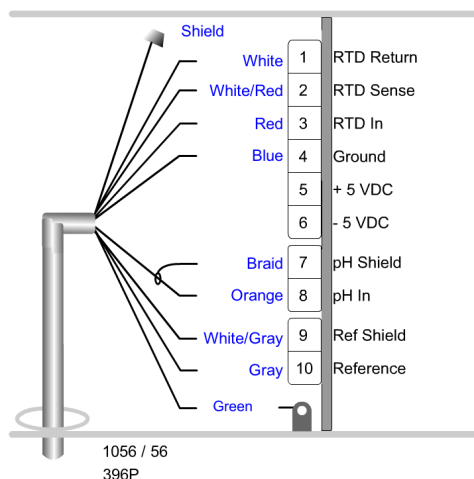 Shield
White 1 RTD Return
White/Red 2 RTD Sense
Red 3 RTD In
Blue 4 Ground
5 + 5 VDC
6 - 5 VDC
Braid 7 pH Shield
Orange 8 pH In
White/Gray 9 Ref Shield
Gray 10 Reference
Green
1056 / 56
396P